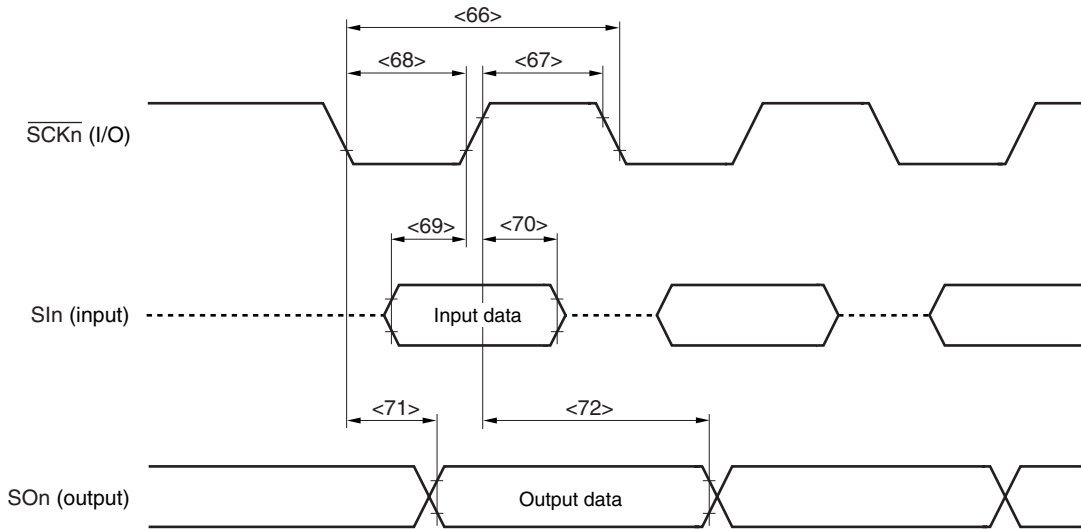 <66>
<68> <67>
SCKn (I/O)
<69> <70>
SIn (input) Input data
<71> <72>
SOn (output) Output data